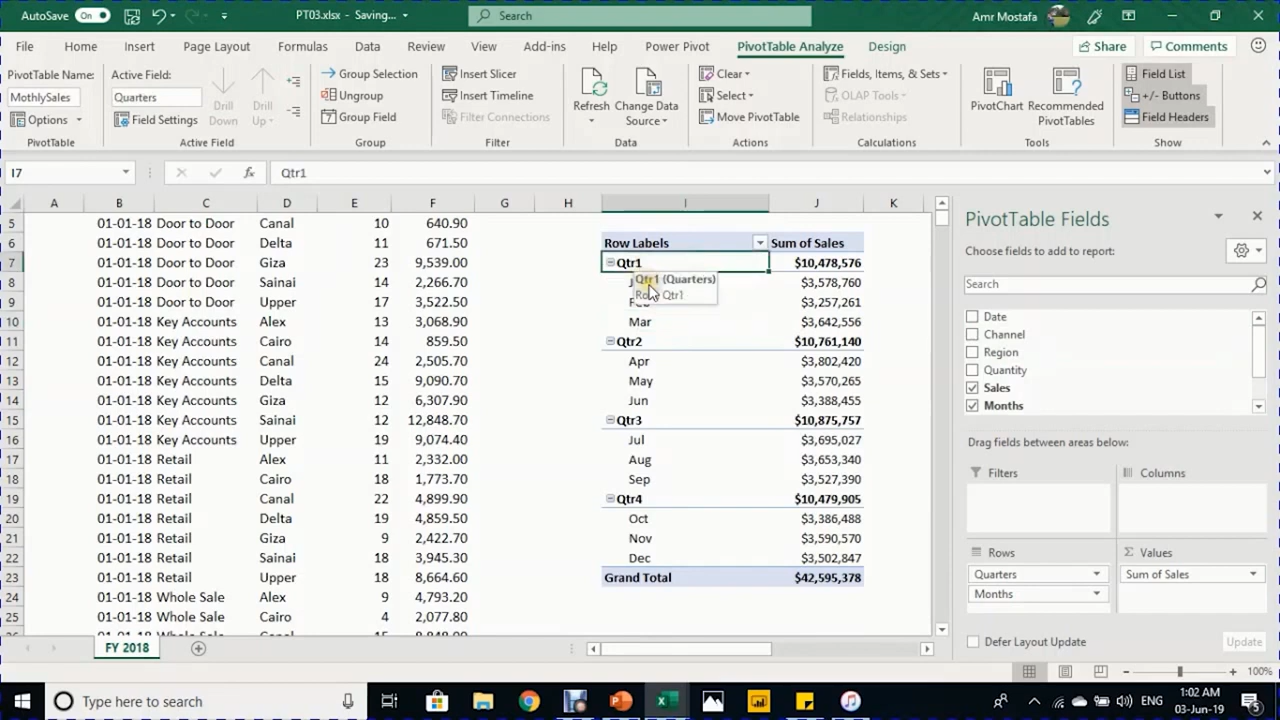 AutoSave On PT03.xlsx - Saving... Search Amr Mostafa
File Home Insert Page Layout Formulas Data Review View Add-ins Help Power Pivot PivotTable Analyze Design Share Comments
PivotTable Name: Active Field: Group Selection Insert Slicer Clear Fields, Items, & Sets Field List
MothlySales Quarters Drill Down Drill Up Ungroup Insert Timeline Refresh Change Data Source Select OLAP Tools PivotChart Recommended PivotTables +/- Buttons
Options Field Settings Group Field Filter Connections Move PivotTable Relationships Field Headers
PivotTable Active Field Group Filter Data Actions Calculations Tools Show
I7 fx Qtr1
A B C D E F G H I J K
5 01-01-18 Door to Door Canal 10 640.90
6 01-01-18 Door to Door Delta 11 671.50 Row Labels Sum of Sales
7 01-01-18 Door to Door Giza 23 9,539.00 Qtr1 $10,478,576
8 01-01-18 Door to Door Sainai 14 2,266.70 $3,578,760
9 01-01-18 Door to Door Upper 17 3,522.50 $3,257,261
10 01-01-18 Key Accounts Alex 13 3,068.90 Mar $3,642,556
11 01-01-18 Key Accounts Cairo 14 859.50 Qtr2 $10,761,140
12 01-01-18 Key Accounts Canal 24 2,505.70 Apr $3,802,420
13 01-01-18 Key Accounts Delta 15 9,090.70 May $3,570,265
14 01-01-18 Key Accounts Giza 12 6,307.90 Jun $3,388,455
15 01-01-18 Key Accounts Sainai 12 12,848.70 Qtr3 $10,875,757
16 01-01-18 Key Accounts Upper 19 9,074.40 Jul $3,695,027
17 01-01-18 Retail Alex 11 2,332.00 Aug $3,653,340
18 01-01-18 Retail Cairo 18 1,773.70 Sep $3,527,390
19 01-01-18 Retail Canal 22 4,899.90 Qtr4 $10,479,905
20 01-01-18 Retail Delta 19 4,859.50 Oct $3,386,488
21 01-01-18 Retail Giza 9 2,422.70 Nov $3,590,570
22 01-01-18 Retail Sainai 18 3,945.30 Dec $3,502,847
23 01-01-18 Retail Upper 18 8,664.60 Grand Total $42,595,378
24 01-01-18 Whole Sale Alex 9 4,793.20
25 01-01-18 Whole Sale Cairo 4 2,077.80
Qtr1 (Quarters)
Qtr1
PivotTable Fields
Choose fields to add to report:
Search
Date
Channel
Region
Quantity
Sales
Months
Drag fields between areas below:
Filters Columns
Rows Values
Quarters Sum of Sales
Months
Defer Layout Update Update
FY 2018
100%
Type here to search ENG 1:02 AM
03-Jun-19 5